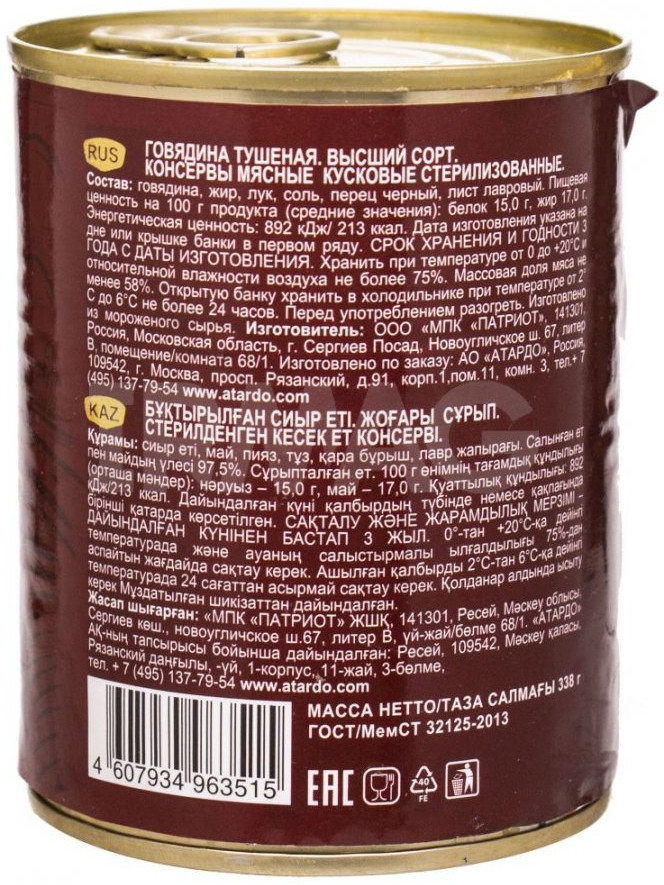 RUS
ГОВЯДИНА ТУШЕНАЯ. ВЫСШИЙ СОРТ.
КОНСЕРВЫ МЯСНЫЕ КУСКОВЫЕ СТЕРИЛИЗОВАННЫЕ.
Состав: говядина, жир, лук, соль, перец черный, лист лавровый. Пищевая
ценность на 100 г продукта (средние значения): белок 15,0 г, жир 17,0 г.
Энергетическая ценность: 892 кДж/ 213 ккал. Дата изготовления указана на
дне или крышке банки в первом ряду. СРОК ХРАНЕНИЯ И ГОДНОСТИ 3
ГОДА С ДАТЫ ИЗГОТОВЛЕНИЯ. Хранить при температуре от 0 до +20°С и
относительной влажности воздуха не более 75%. Массовая доля мяса не
менее 58%. Открытую банку хранить в холодильнике при температуре от 2°
С до 6°С не более 24 часов. Перед употреблением разогреть. Изготовлено
из мороженого сырья. Изготовитель: ООО «МПК «ПАТРИОТ», 141301,
Россия, Московская область, г. Сергиев Посад, Новоугличское ш. 67, литер
В, помещение/комната 68/1. Изготовлено по заказу: АО «АТАРДО», Россия,
109542, г. Москва, просп. Рязанский, д.91, корп.1,пом.11, комн. 3, тел.+7
(495) 137-79-54 www.atardo.com
KAZ
БҰҚТЫРЫЛҒАН СИЫР ЕТІ. ЖОҒАРЫ СҰРЫП.
СТЕРИЛДЕНГЕН КЕСЕК ЕТ КОНСЕРВІ.
Құрамы: сиыр еті, май, пияз, тұз, қара бұрыш, лавр жапырағы. Салынған ет
пен майдың үлесі 97,5%. Сұрыпталған ет. 100 г өнімнің тағамдық құндылығы
(орташа мәндер): нәруыз – 15,0 г, май – 17,0 г. Қуаттылық құндылығы: 892
кДж/213 ккал. Дайындалған күні қалбырдың түбінде немесе қақпағында
бірінші қатарда көрсетілген. САҚТАЛУ ЖӘНЕ ЖАРАМДЫЛЫҚ МЕРЗІМІ –
ДАЙЫНДАЛҒАН КҮНІНЕН БАСТАП 3 ЖЫЛ. 0°-тан +20°С-қа дейінгі
температурада және ауаның салыстырмалы ылғалдылығы 75%-дан
аспайтын жағдайда сақтау керек. Ашылған қалбырды 2°С-тан 6°С-қа дейінгі
температурада 24 сағаттан асырмай сақтау керек. Қолданар алдында ысыту
керек Мұздатылған шикізаттан дайындалған.
Жасап шығарған: «МПК «ПАТРИОТ» ЖШҚ, 141301, Ресей, Мәскеу облысы,
Сергиев көш., новоугличское ш.67, литер В, үй-жай/бөлме 68/1. «АТАРДО»
АҚ-ның тапсырысы бойынша дайындалған: Ресей, 109542, Мәскеу қаласы,
Рязанский даңғылы, -үй, 1-корпус, 11-жай, 3-бөлме,
тел. + 7 (495) 137-79-54 www.atardo.com
МАССА НЕТТО/ТАЗА САЛМАҒЫ 338 г
ГОСТ/МемСТ 32125-2013
4 607934 963515
EAC
40
FE